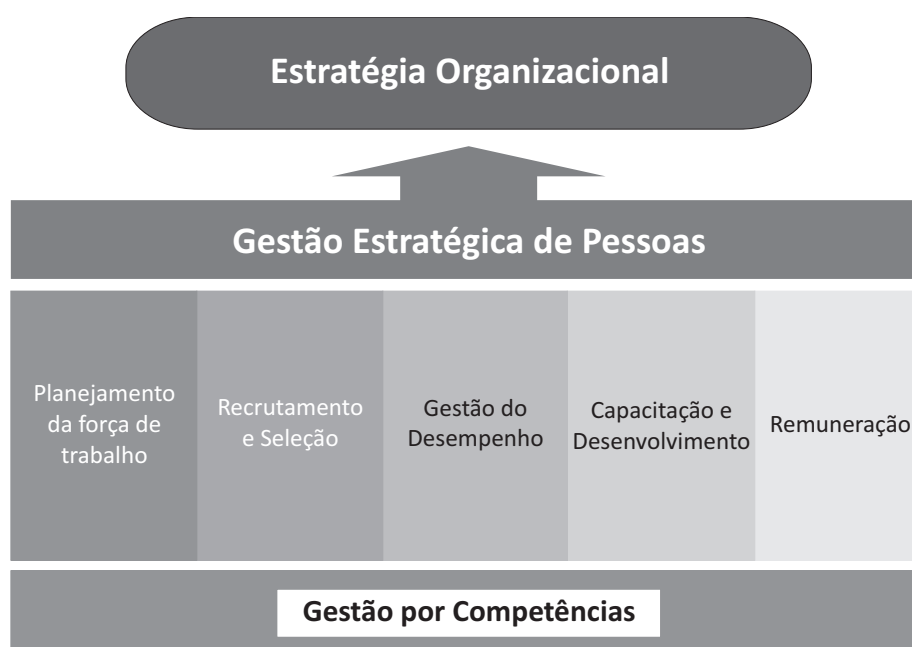 Estratégia Organizacional
Gestão Estratégica de Pessoas
Planejamento
da força de
trabalho
Recrutamento
e Seleção
Gestão do
Desempenho
Capacitação e
Desenvolvimento
Remuneração
Gestão por Competências